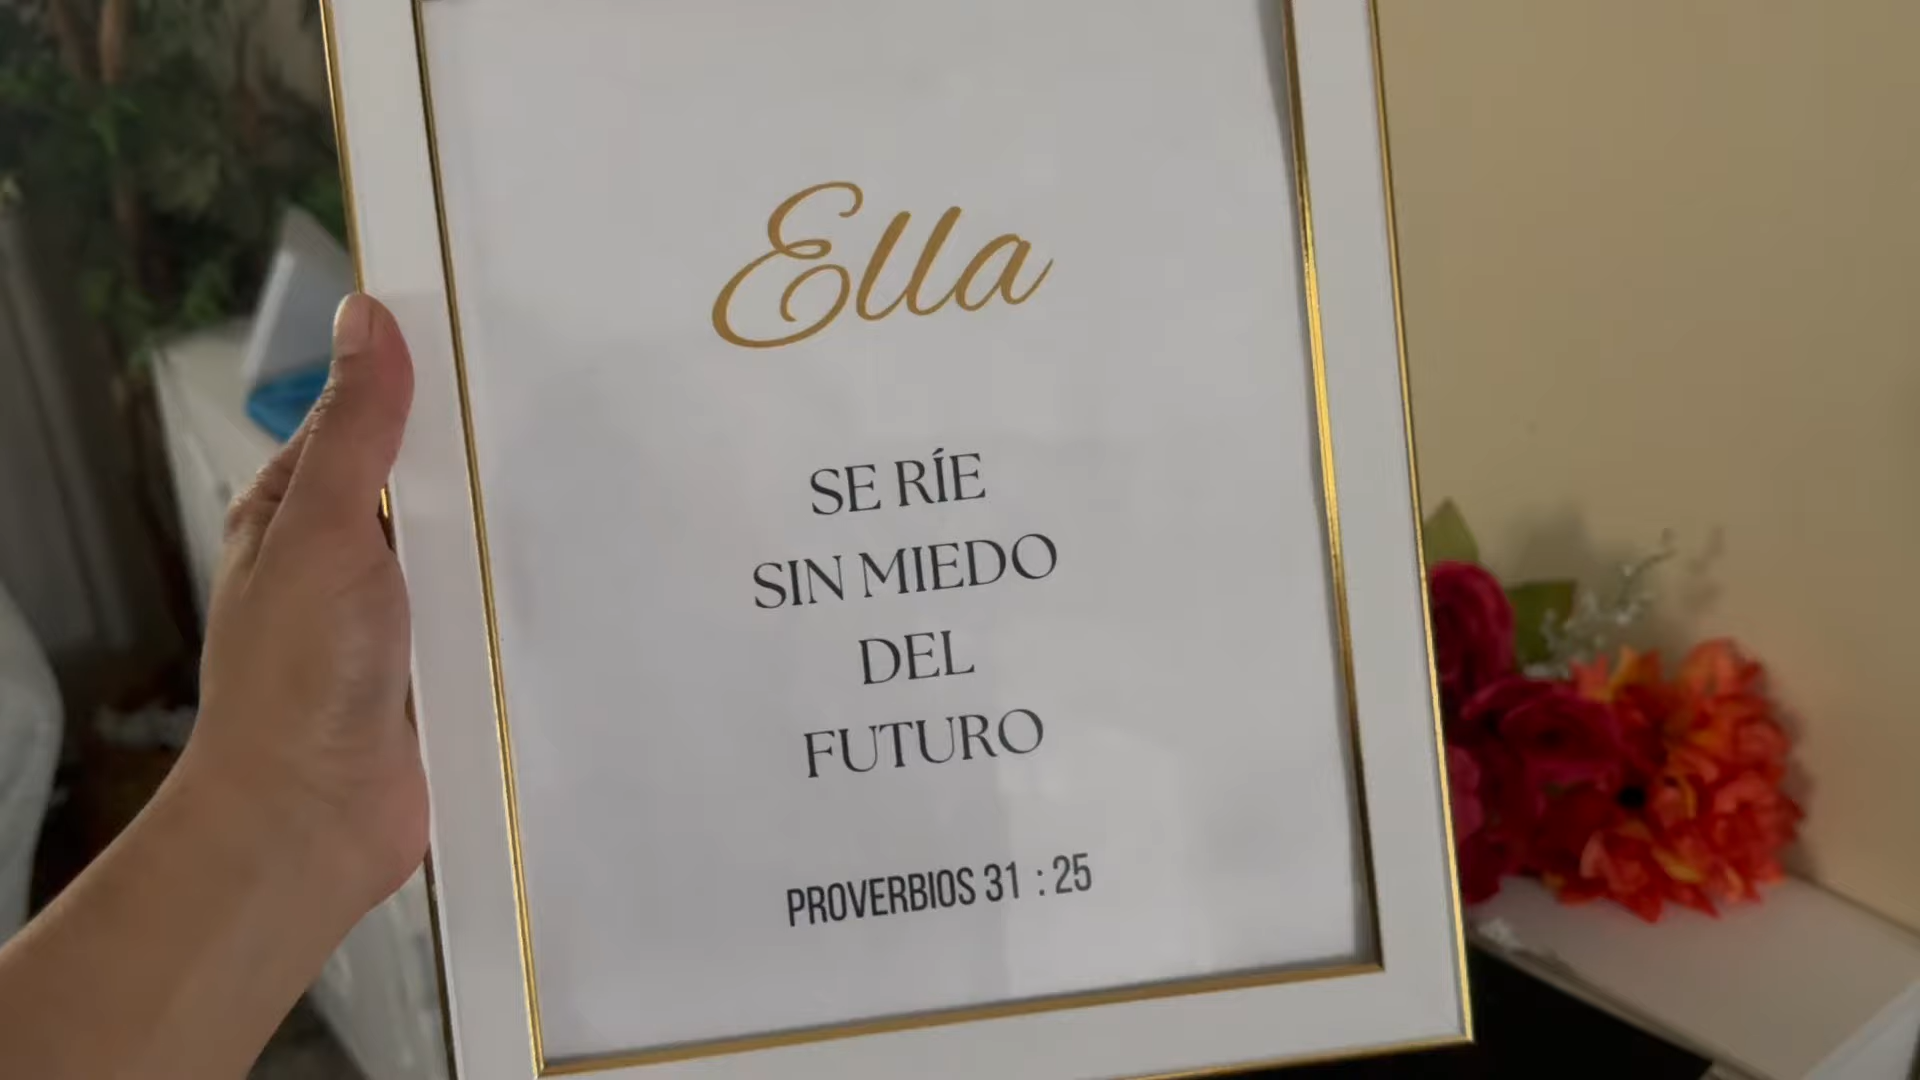 Ella
SE RÍE
SIN MIEDO
DEL
FUTURO
PROVERBIOS 31 : 25